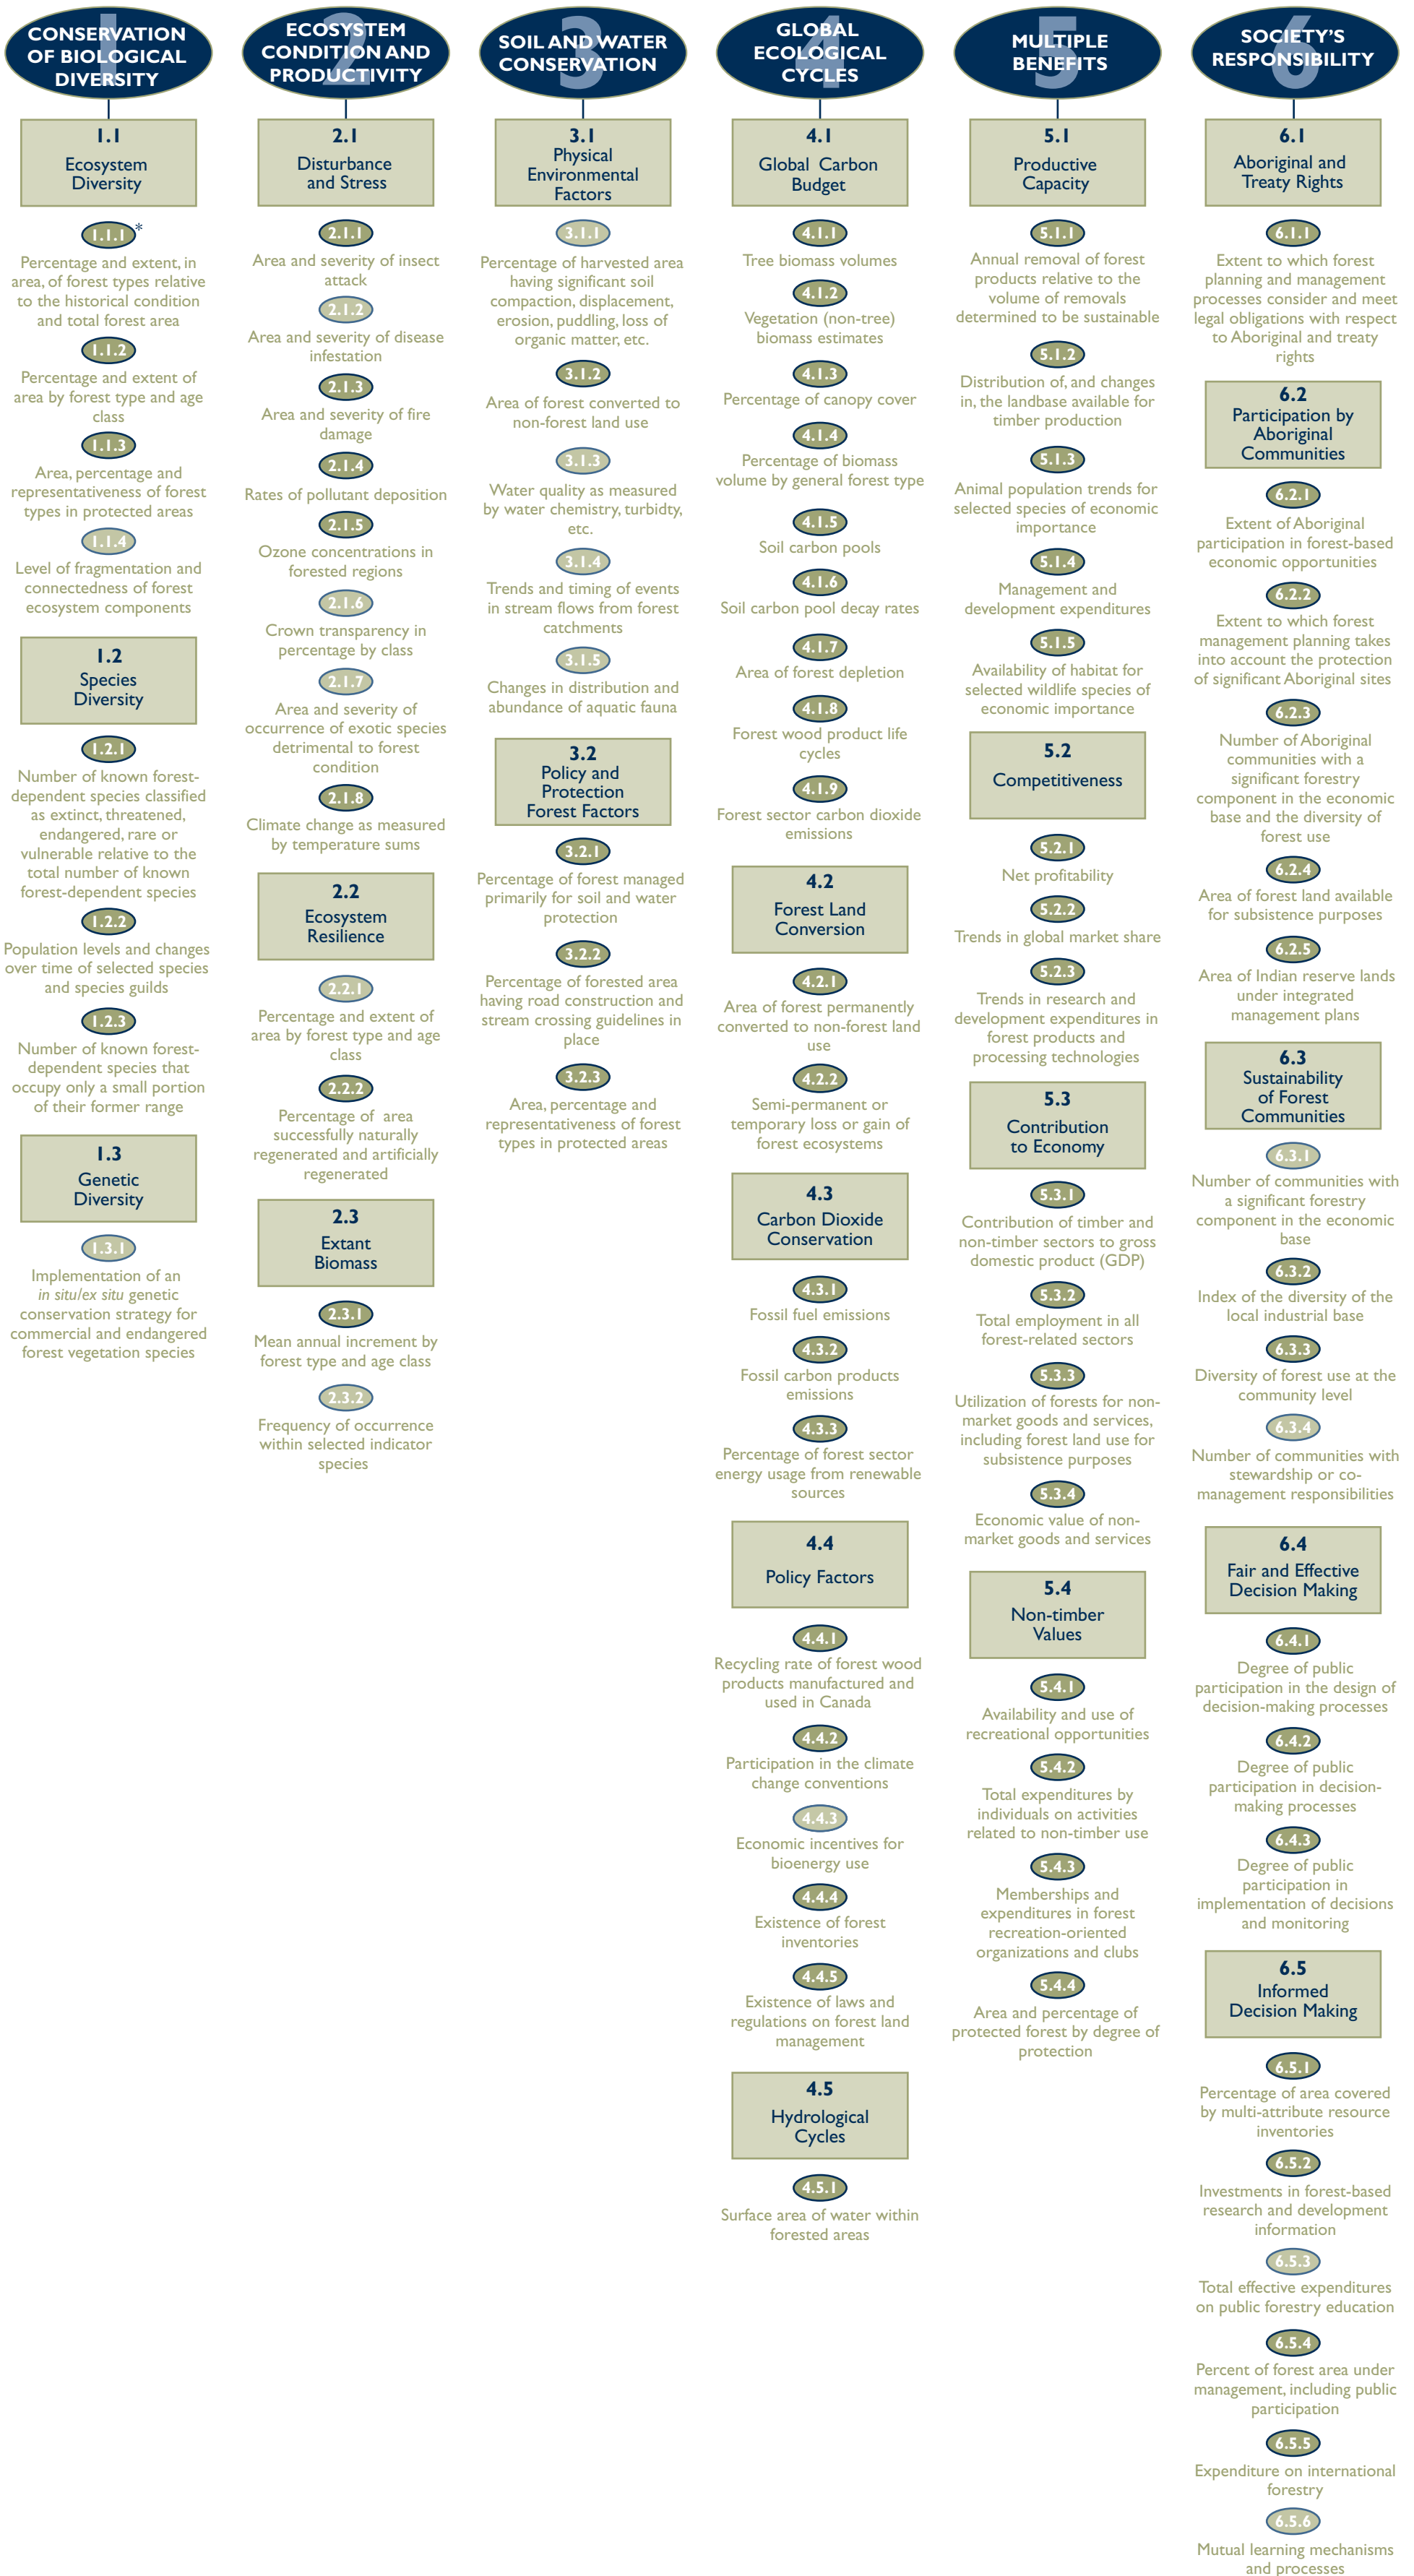 1
CONSERVATION
OF BIOLOGICAL
DIVERSITY
1.1
Ecosystem
Diversity
1.1.1*
Percentage and extent, in
area, of forest types relative
to the historical condition
and total forest area
1.1.2
Percentage and extent of
area by forest type and age
class
1.1.3
Area, percentage and
representativeness of forest
types in protected areas
1.1.4
Level of fragmentation and
connectedness of forest
ecosystem components
1.2
Species
Diversity
1.2.1
Number of known forest-
dependent species classified
as extinct, threatened,
endangered, rare or
vulnerable relative to the
total number of known
forest-dependent species
1.2.2
Population levels and changes
over time of selected species
and species guilds
1.2.3
Number of known forest-
dependent species that
occupy only a small portion
of their former range
1.3
Genetic
Diversity
1.3.1
Implementation of an
in situ/ex situ genetic
conservation strategy for
commercial and endangered
forest vegetation species
2
ECOSYSTEM
CONDITION AND
PRODUCTIVITY
2.1
Disturbance
and Stress
2.1.1
Area and severity of insect
attack
2.1.2
Area and severity of disease
infestation
2.1.3
Area and severity of fire
damage
2.1.4
Rates of pollutant deposition
2.1.5
Ozone concentrations in
forested regions
2.1.6
Crown transparency in
percentage by class
2.1.7
Area and severity of
occurrence of exotic species
detrimental to forest
condition
2.1.8
Climate change as measured
by temperature sums
2.2
Ecosystem
Resilience
2.2.1
Percentage and extent of
area by forest type and age
class
2.2.2
Percentage of area
successfully naturally
regenerated and artificially
regenerated
2.3
Extant
Biomass
2.3.1
Mean annual increment by
forest type and age class
2.3.2
Frequency of occurrence
within selected indicator
species
3
SOIL AND WATER
CONSERVATION
3.1
Physical
Environmental
Factors
3.1.1
Percentage of harvested area
having significant soil
compaction, displacement,
erosion, puddling, loss of
organic matter, etc.
3.1.2
Area of forest converted to
non-forest land use
3.1.3
Water quality as measured
by water chemistry, turbidty,
etc.
3.1.4
Trends and timing of events
in stream flows from forest
catchments
3.1.5
Changes in distribution and
abundance of aquatic fauna
3.2
Policy and
Protection
Forest Factors
3.2.1
Percentage of forest managed
primarily for soil and water
protection
3.2.2
Percentage of forested area
having road construction and
stream crossing guidelines in
place
3.2.3
Area, percentage and
representativeness of forest
types in protected areas
4
GLOBAL
ECOLOGICAL
CYCLES
4.1
Global Carbon
Budget
4.1.1
Tree biomass volumes
4.1.2
Vegetation (non-tree)
biomass estimates
4.1.3
Percentage of canopy cover
4.1.4
Percentage of biomass
volume by general forest type
4.1.5
Soil carbon pools
4.1.6
Soil carbon pool decay rates
4.1.7
Area of forest depletion
4.1.8
Forest wood product life
cycles
4.1.9
Forest sector carbon dioxide
emissions
4.2
Forest Land
Conversion
4.2.1
Area of forest permanently
converted to non-forest land
use
4.2.2
Semi-permanent or
temporary loss or gain of
forest ecosystems
4.3
Carbon Dioxide
Conservation
4.3.1
Fossil fuel emissions
4.3.2
Fossil carbon products
emissions
4.3.3
Percentage of forest sector
energy usage from renewable
sources
4.4
Policy Factors
4.4.1
Recycling rate of forest wood
products manufactured and
used in Canada
4.4.2
Participation in the climate
change conventions
4.4.3
Economic incentives for
bioenergy use
4.4.4
Existence of forest
inventories
4.4.5
Existence of laws and
regulations on forest land
management
4.5
Hydrological
Cycles
4.5.1
Surface area of water within
forested areas
5
MULTIPLE
BENEFITS
5.1
Productive
Capacity
5.1.1
Annual removal of forest
products relative to the
volume of removals
determined to be sustainable
5.1.2
Distribution of, and changes
in, the landbase available for
timber production
5.1.3
Animal population trends for
selected species of economic
importance
5.1.4
Management and
development expenditures
5.1.5
Availability of habitat for
selected wildlife species of
economic importance
5.2
Competitiveness
5.2.1
Net profitability
5.2.2
Trends in global market share
5.2.3
Trends in research and
development expenditures in
forest products and
processing technologies
5.3
Contribution
to Economy
5.3.1
Contribution of timber and
non-timber sectors to gross
domestic product (GDP)
5.3.2
Total employment in all
forest-related sectors
5.3.3
Utilization of forests for non-
market goods and services,
including forest land use for
subsistence purposes
5.3.4
Economic value of non-
market goods and services
5.4
Non-timber
Values
5.4.1
Availability and use of
recreational opportunities
5.4.2
Total expenditures by
individuals on activities
related to non-timber use
5.4.3
Memberships and
expenditures in forest
recreation-oriented
organizations and clubs
5.4.4
Area and percentage of
protected forest by degree of
protection
6
SOCIETY'S
RESPONSIBILITY
6.1
Aboriginal and
Treaty Rights
6.1.1
Extent to which forest
planning and management
processes consider and meet
legal obligations with respect
to Aboriginal and treaty
rights
6.2
Participation by
Aboriginal
Communities
6.2.1
Extent of Aboriginal
participation in forest-based
economic opportunities
6.2.2
Extent to which forest
management planning takes
into account the protection
of significant Aboriginal sites
6.2.3
Number of Aboriginal
communities with a
significant forestry
component in the economic
base and the diversity of
forest use
6.2.4
Area of forest land available
for subsistence purposes
6.2.5
Area of Indian reserve lands
under integrated
management plans
6.3
Sustainability
of Forest
Communities
6.3.1
Number of communities with
a significant forestry
component in the economic
base
6.3.2
Index of the diversity of the
local industrial base
6.3.3
Diversity of forest use at the
community level
6.3.4
Number of communities with
stewardship or co-
management responsibilities
6.4
Fair and Effective
Decision Making
6.4.1
Degree of public
participation in the design of
decision-making processes
6.4.2
Degree of public
participation in decision-
making processes
6.4.3
Degree of public
participation in
implementation of decisions
and monitoring
6.5
Informed
Decision Making
6.5.1
Percentage of area covered
by multi-attribute resource
inventories
6.5.2
Investments in forest-based
research and development
information
6.5.3
Total effective expenditures
on public forestry education
6.5.4
Percent of forest area under
management, including public
participation
6.5.5
Expenditure on international
forestry
6.5.6
Mutual learning mechanisms
and processes